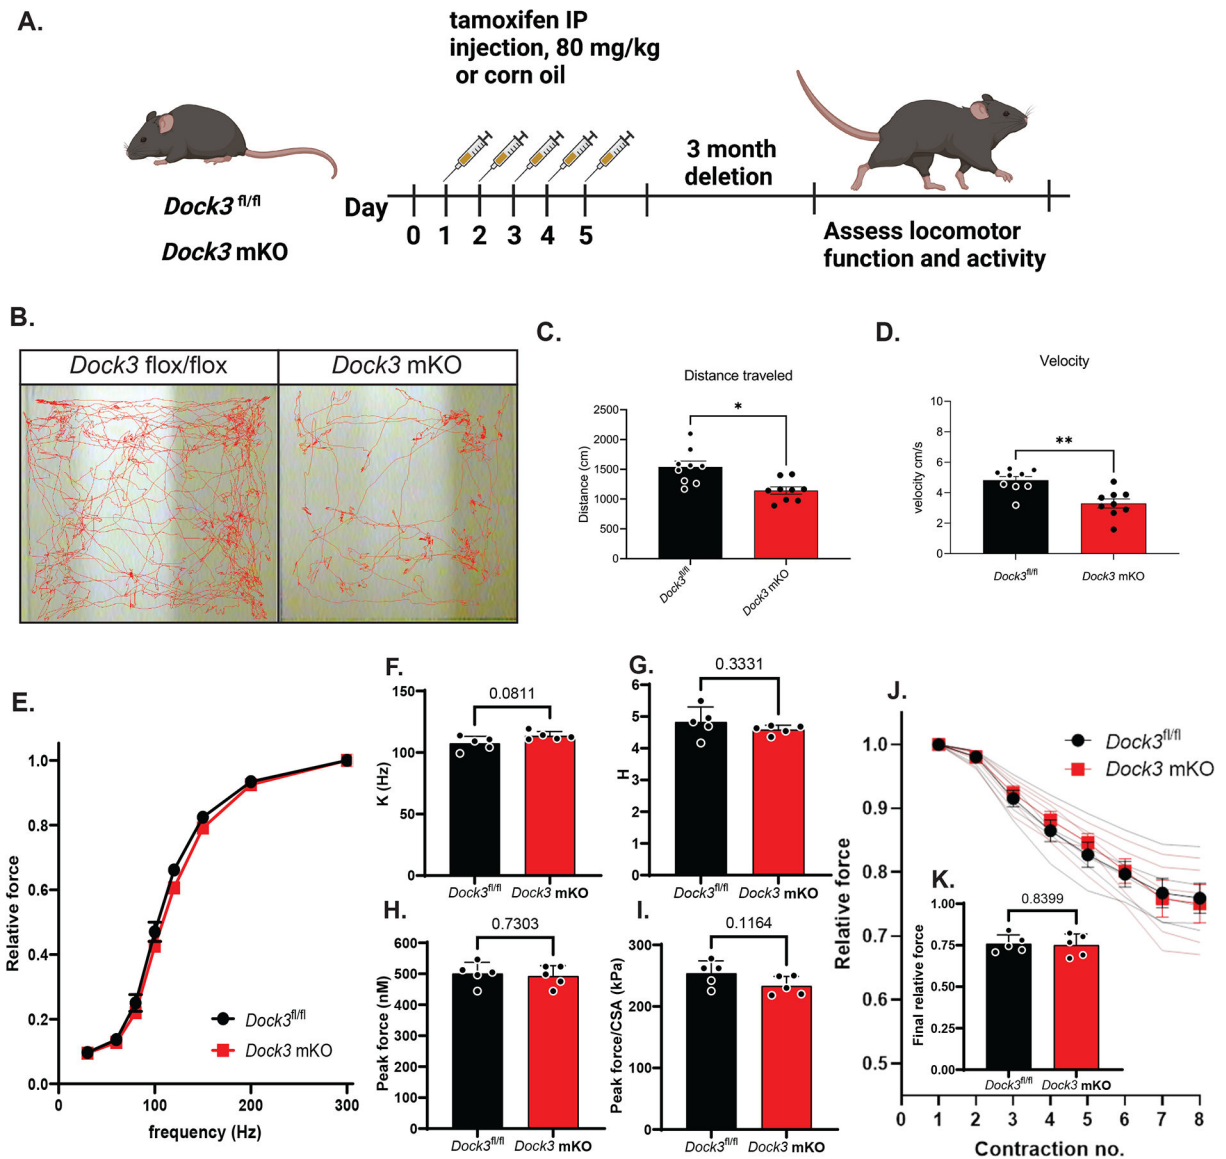 A.
tamoxifen IP
injection, 80 mg/kg
or corn oil
3 month
deletion
Dock3 fl/fl
Dock3 mKO
Day
0 1 2 3 4 5
Assess locomotor
function and activity
B.
Dock3 flox/flox Dock3 mKO
C.
Distance traveled
*
2500
2000
1500
1000
500
0
Distance (cm)
Dock3fl/fl
Dock3 mKO
D.
Velocity
**
10
8
6
4
2
0
velocity cm/s
Dock3fl/fl Dock3 mKO
E.
1.0
0.8
0.6
0.4
0.2
0.0
Relative force
Dock3fl/fl
Dock3 mKO
0 100 200 300
frequency (Hz)
F.
0.0811
150
100
50
0
K (Hz)
Dock3fl/fl Dock3 mKO
G.
0.3331
6
5
4
3
2
1
0
H
Dock3fl/fl Dock3 mKO
H.
0.7303
600
500
400
300
200
100
0
Peak force (nM)
Dock3fl/fl Dock3 mKO
I.
0.1164
300
200
100
0
Peak force/CSA (kPa)
Dock3fl/fl Dock3 mKO
J.
Dock3fl/fl
Dock3 mKO
1.0
0.9
0.8
0.7
0.6
0.5
Relative force
0 1 2 3 4 5 6 7 8
Contraction no.
K.
0.8399
1.00
0.75
0.50
0.25
0.00
Final relative force
Dock3fl/fl Dock3 mKO